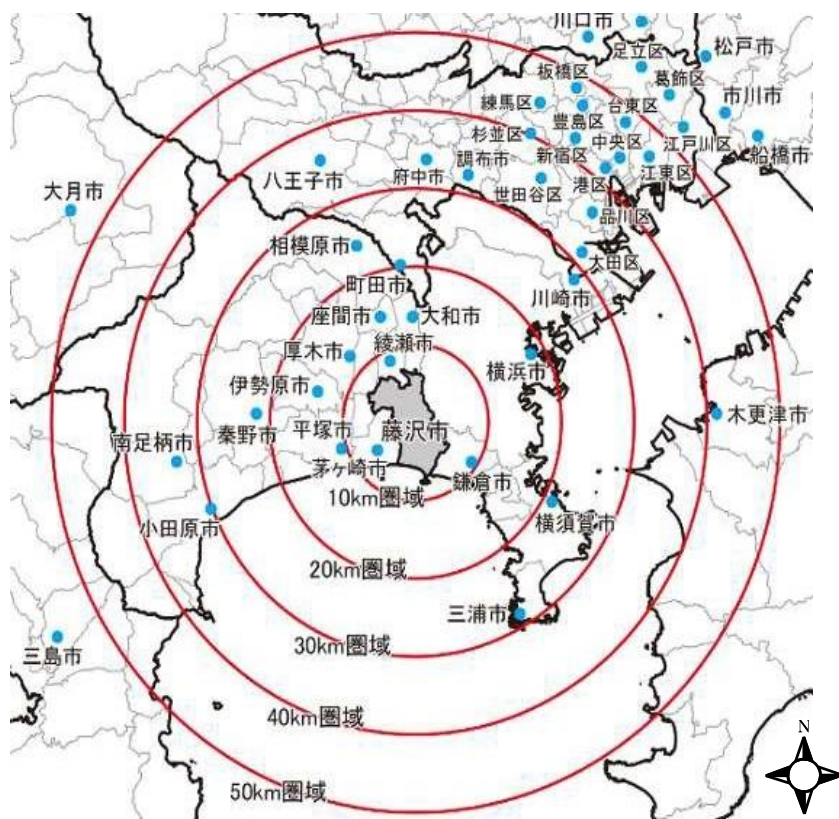 川口市
足立区
松戸市
板橋区
葛飾区
練馬区
台東区
市川市
豊島区
杉並区
中央区
江戸川区
新宿区
船橋市
八王子市
府中市
調布市
港区
江東区
世田谷区
大月市
品川区
相模原市
太田区
町田市
川崎市
座間市
大和市
綾瀬市
厚木市
横浜市
伊勢原市
木更津市
秦野市
平塚市
藤沢市
南足柄市
茅ヶ崎市
鎌倉市
10km圏域
小田原市
横須賀市
20km圏域
三浦市
30km圏域
三島市
40km圏域
N
50km圏域